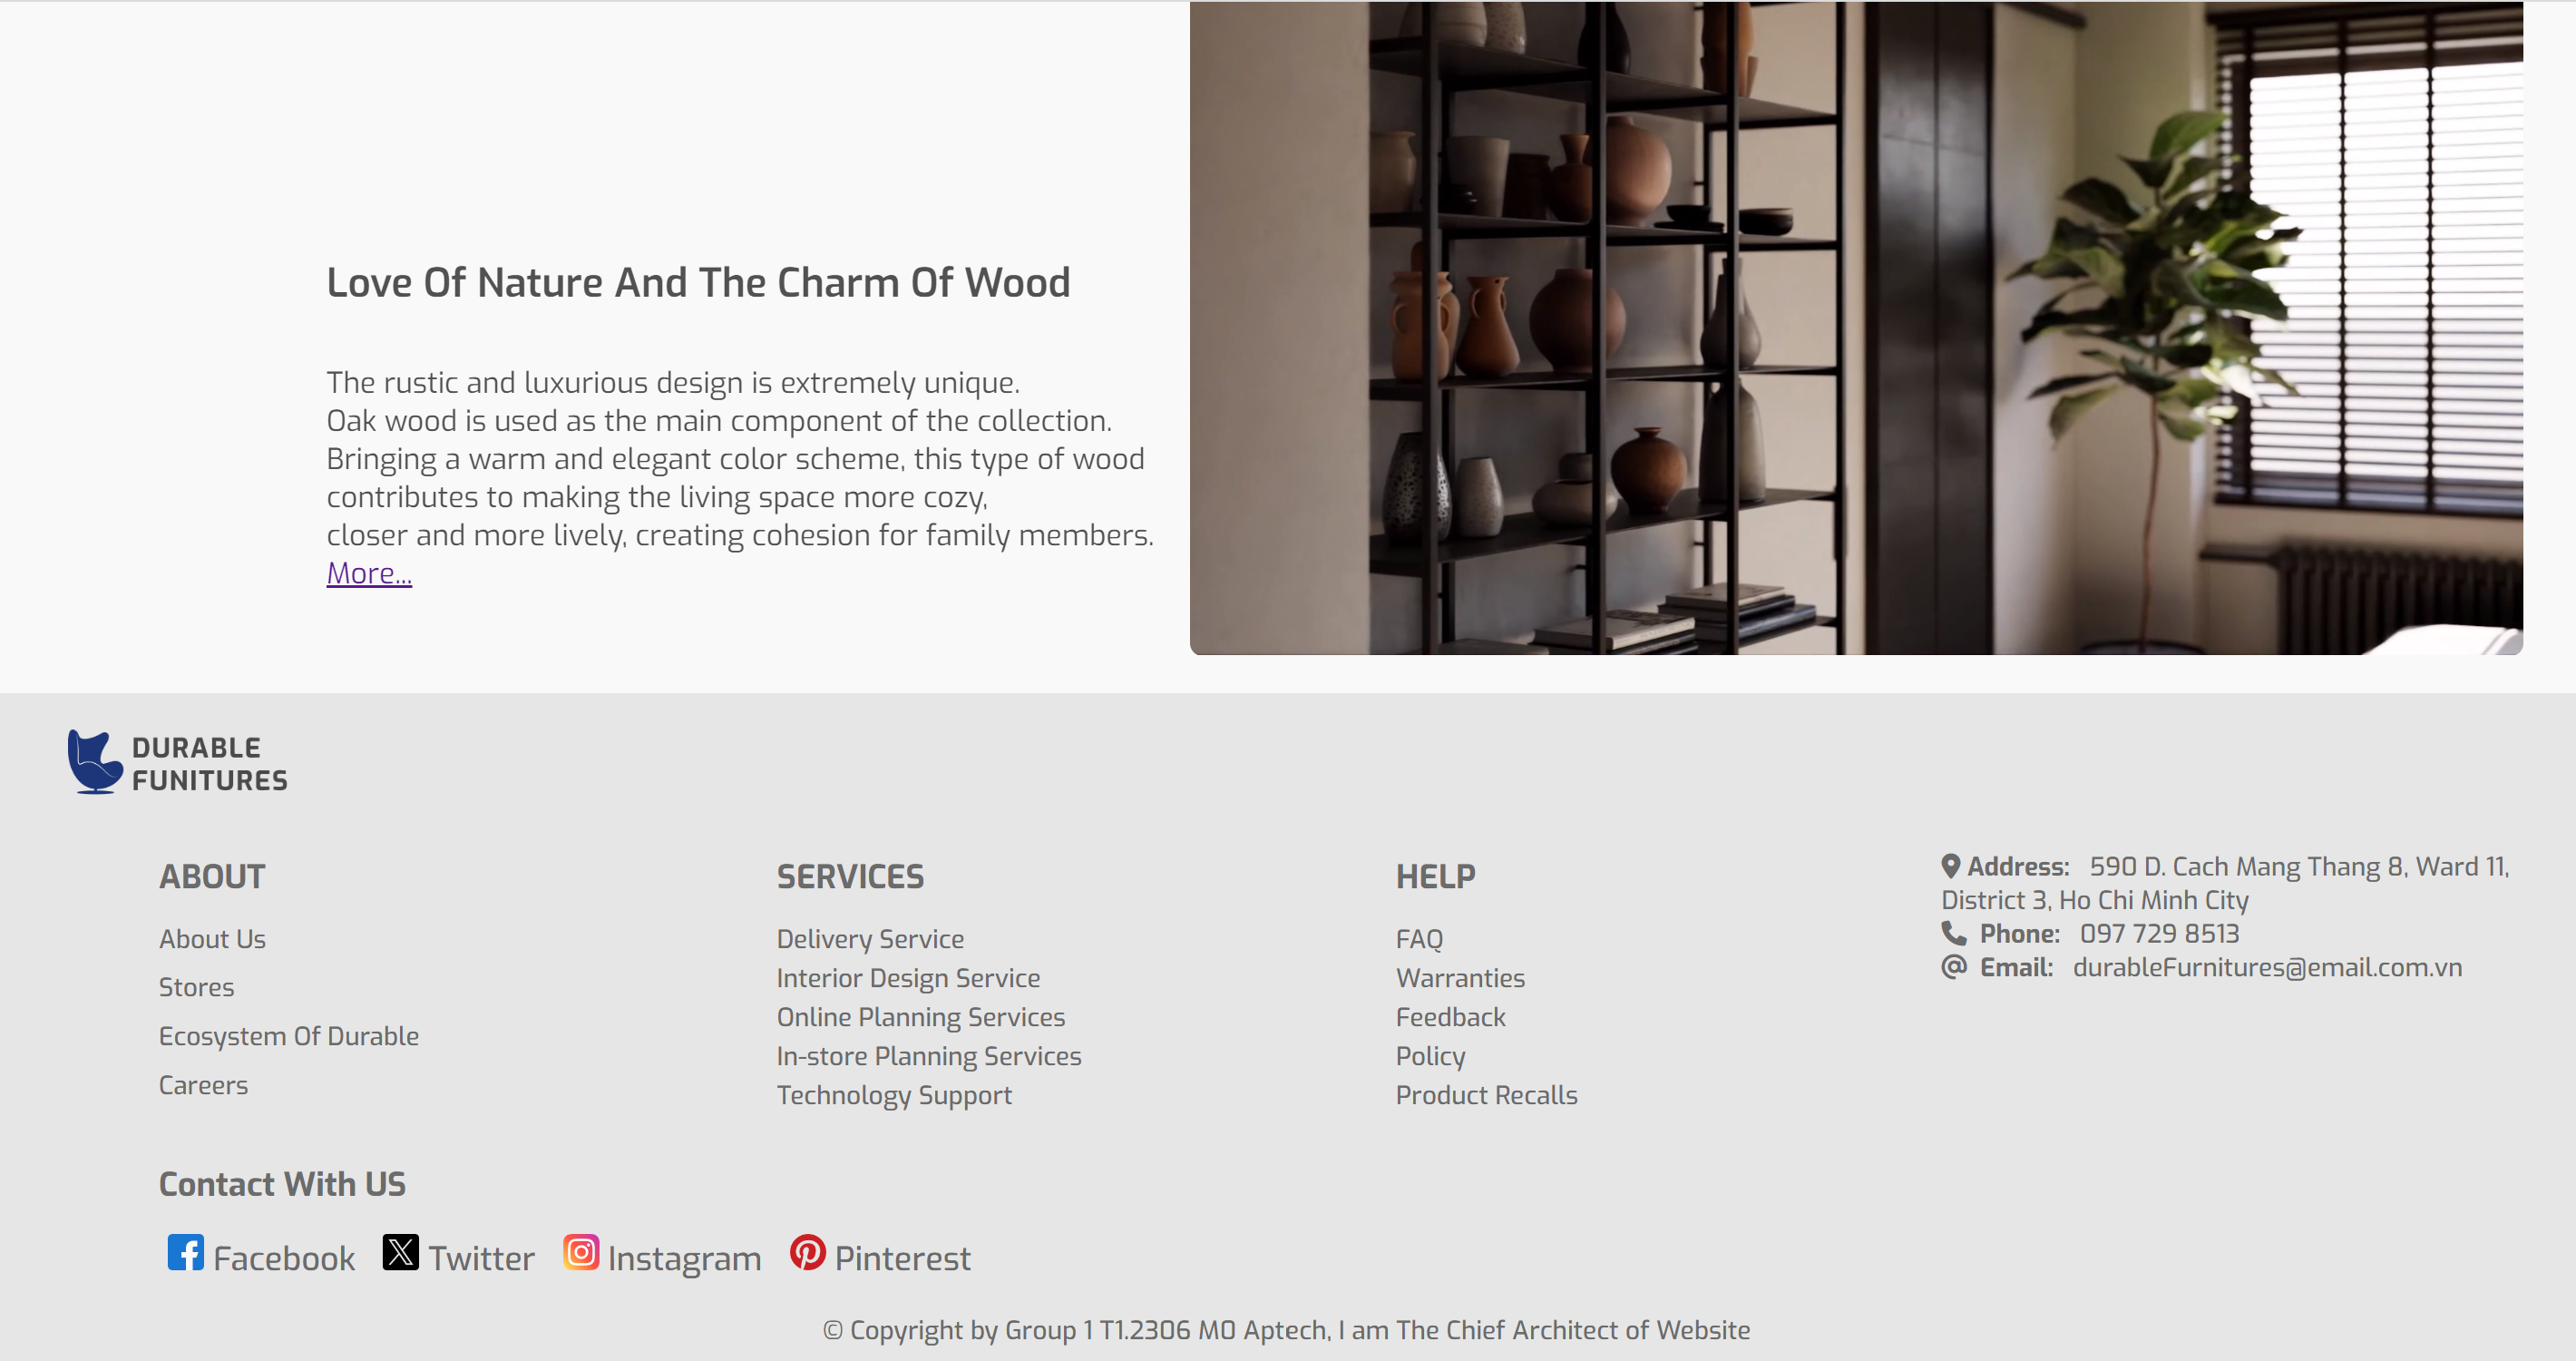 Love Of Nature And The Charm Of Wood
The rustic and luxurious design is extremely unique.
Oak wood is used as the main component of the collection.
Bringing a warm and elegant color scheme, this type of wood
contributes to making the living space more cozy,
closer and more lively, creating cohesion for family members.
More...
DURABLE
FUNITURES
ABOUT
About Us
Stores
Ecosystem Of Durable
Careers
SERVICES
Delivery Service
Interior Design Service
Online Planning Services
In-store Planning Services
Technology Support
HELP
FAQ
Warranties
Feedback
Policy
Product Recalls
Address: 590 D. Cach Mang Thang 8, Ward 11,
District 3, Ho Chi Minh City
Phone: 097 729 8513
@ Email: durableFurnitures@email.com.vn
Contact With US
Facebook Twitter Instagram Pinterest
© Copyright by Group 1 T1.2306 M0 Aptech, I am The Chief Architect of Website